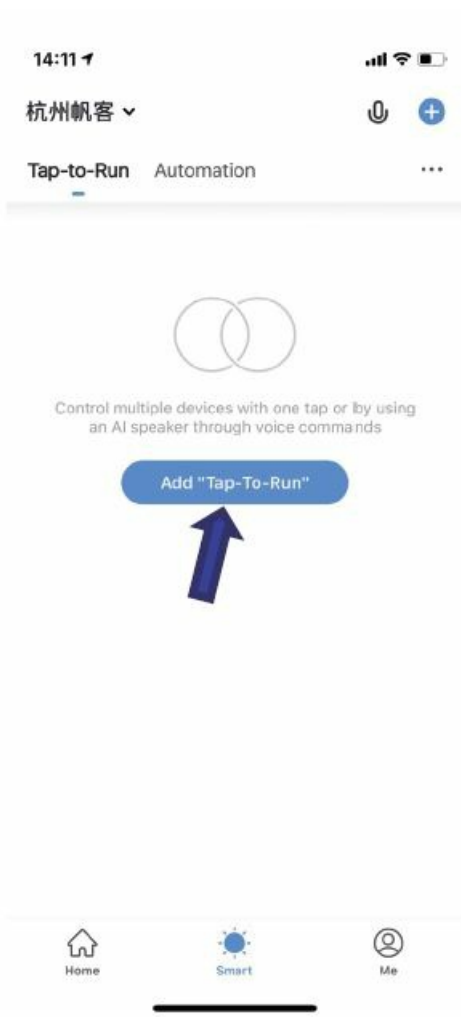 14:11
杭州帆客
Tap-to-Run Automation
Control multiple devices with one tap or by using
an AI speaker through voice commands
Add "Tap-To-Run"
Home Smart Me